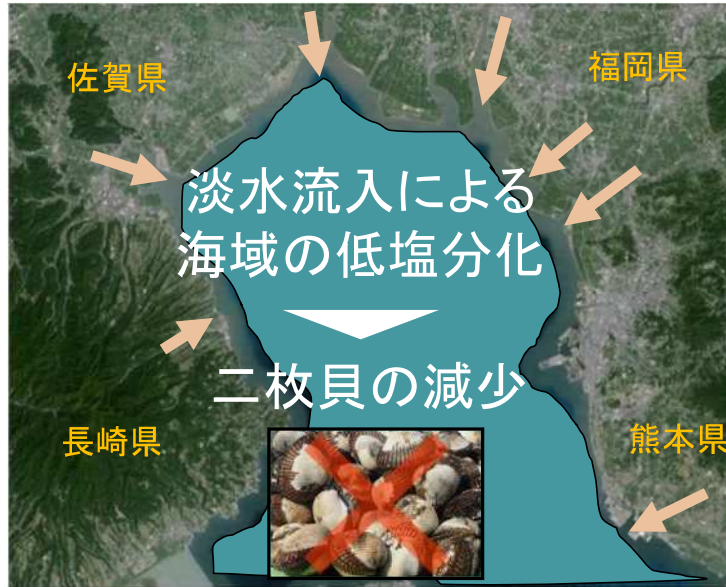 佐賀県
福岡県
淡水流入による
海域の低塩分化
二枚貝の減少
長崎県
熊本県